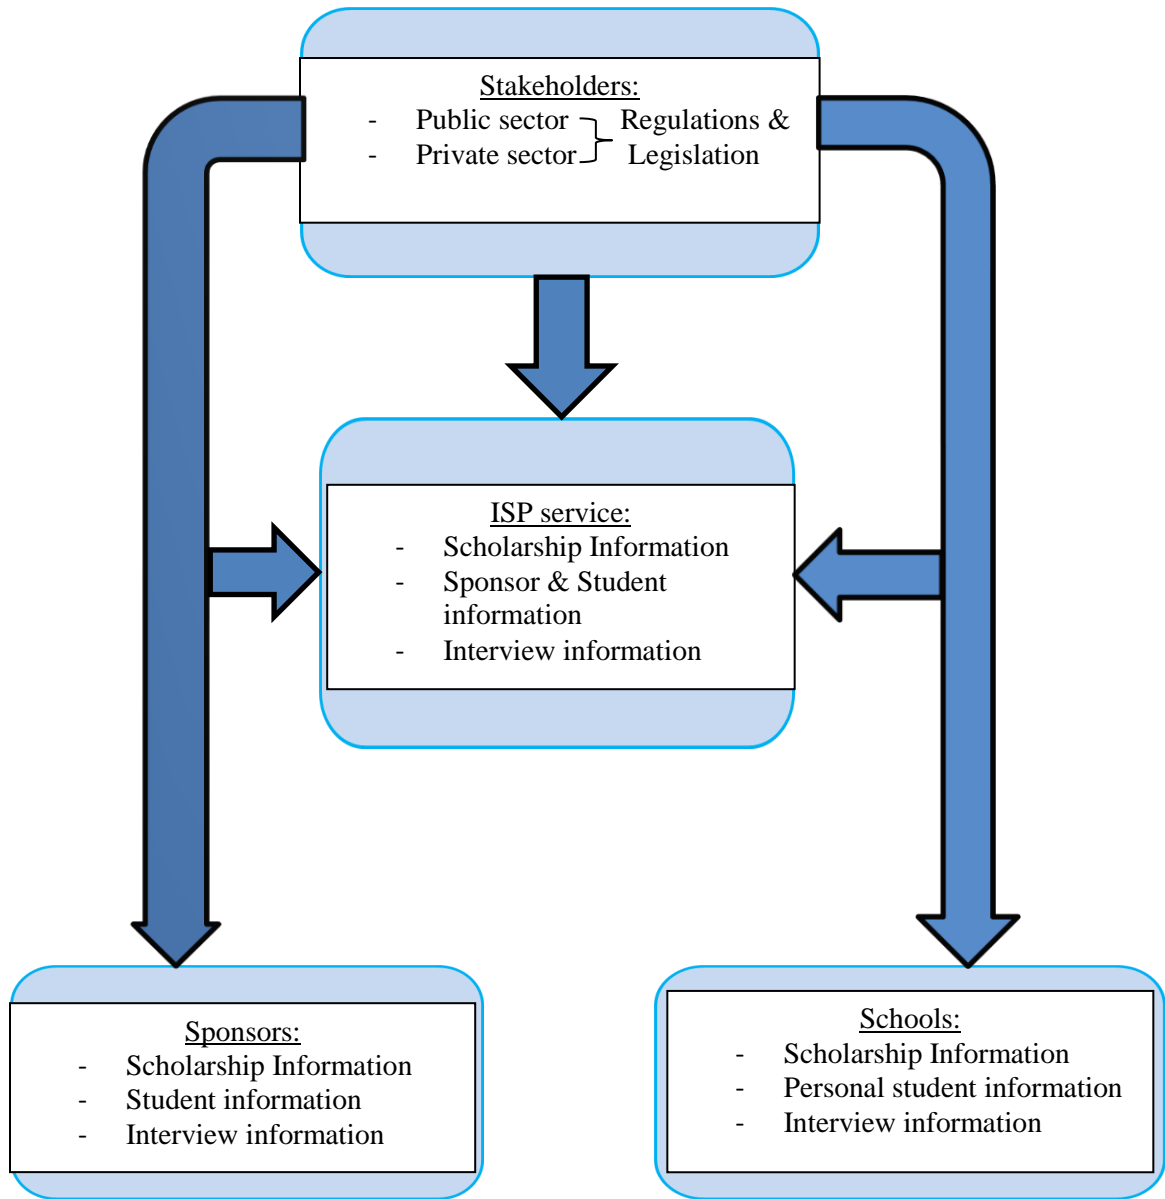 Stakeholders:
- Public sector Regulations &
- Private sector Legislation
ISP service:
- Scholarship Information
- Sponsor & Student
information
- Interview information
Sponsors:
- Scholarship Information
- Student information
- Interview information
Schools:
- Scholarship Information
- Personal student information
- Interview information